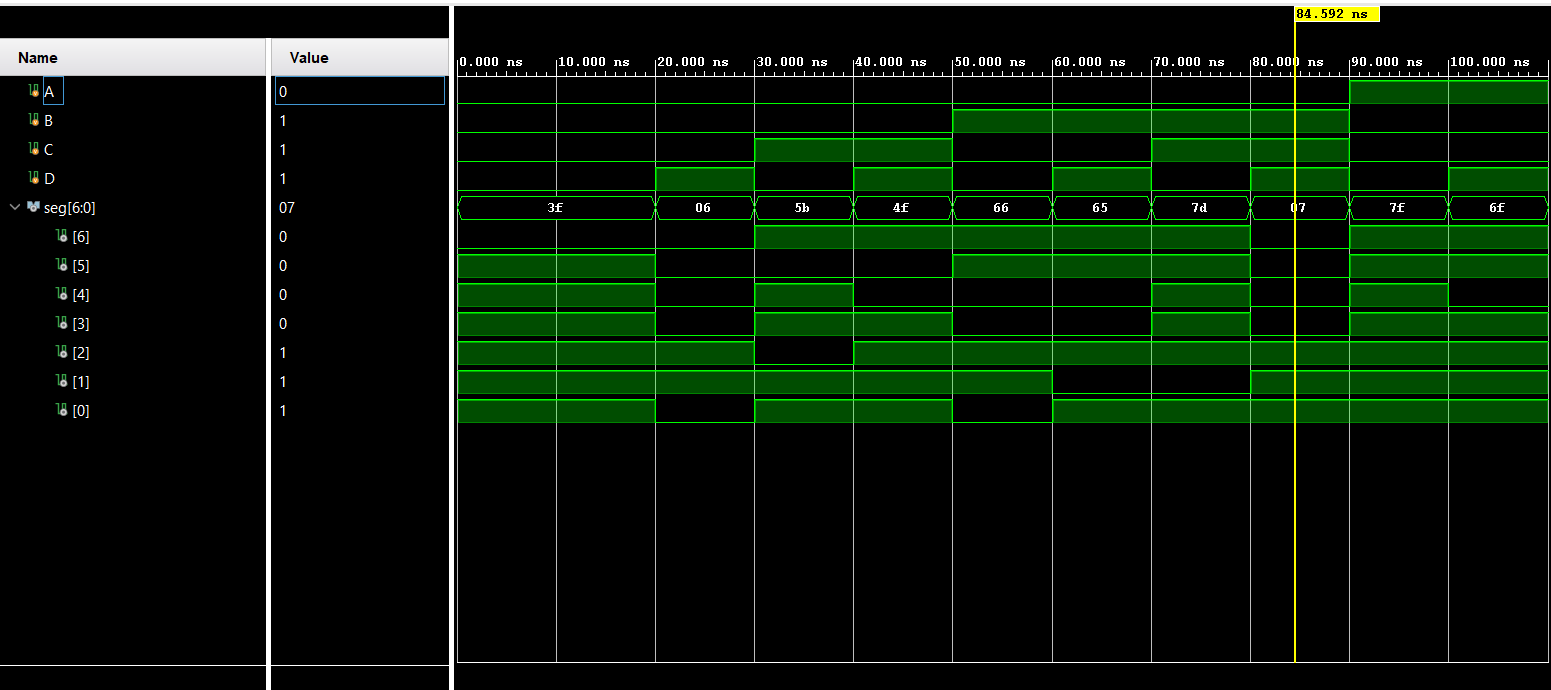 84.592 ns
Name Value
0.000 ns 10.000 ns 20.000 ns 30.000 ns 40.000 ns 50.000 ns 60.000 ns 70.000 ns 80.000 ns 90.000 ns 100.000 ns
A 0
B 1
C 1
D 1
seg[6:0] 07 3f 06 5b 4f 66 65 7d 07 7f 6f
[6] 0
[5] 0
[4] 0
[3] 0
[2] 1
[1] 1
[0] 1